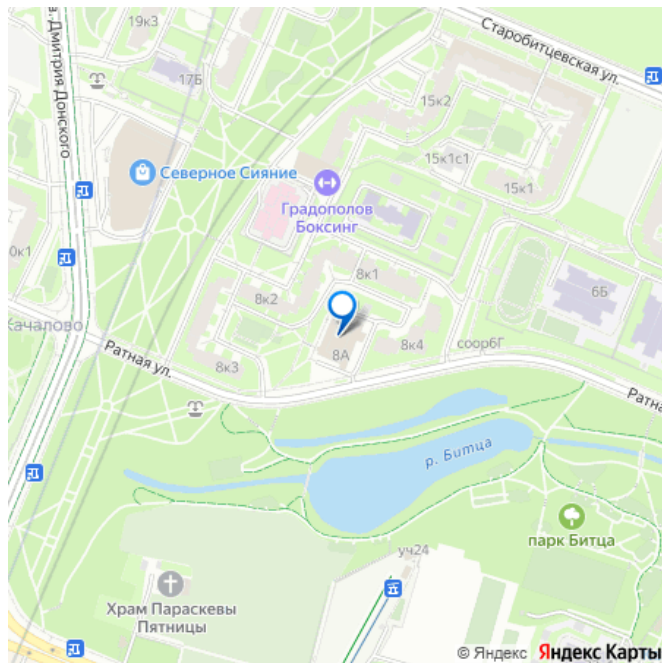 19к3
в. Дмитрия Донского
17Б
Старобитцевская ул.
15к2
15к1с1
15к1
Северное Сияние
Градополов
Боксинг
0к1
8к1
8к2
6Б
Качалово
Ратная ул.
8А
8к4
соор6Г
8к3
Ратна
р. Битца
парк Битца
уч24
Храм Параскевы
Пятницы
© Яндекс Яндекс Карты